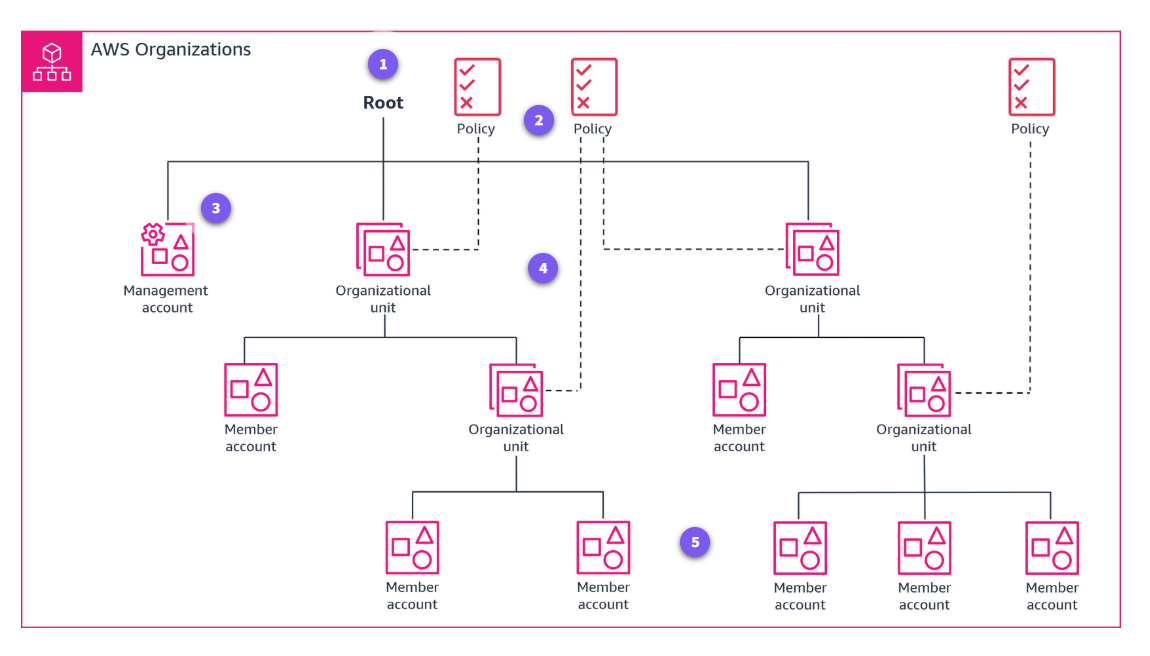 AWS Organizations
1
Root
Policy
2
Policy
Policy
3
Management
account
Organizational
unit
4
Organizational
unit
Member
account
Organizational
unit
Member
account
Organizational
unit
5
Member
account
Member
account
Member
account
Member
account
Member
account